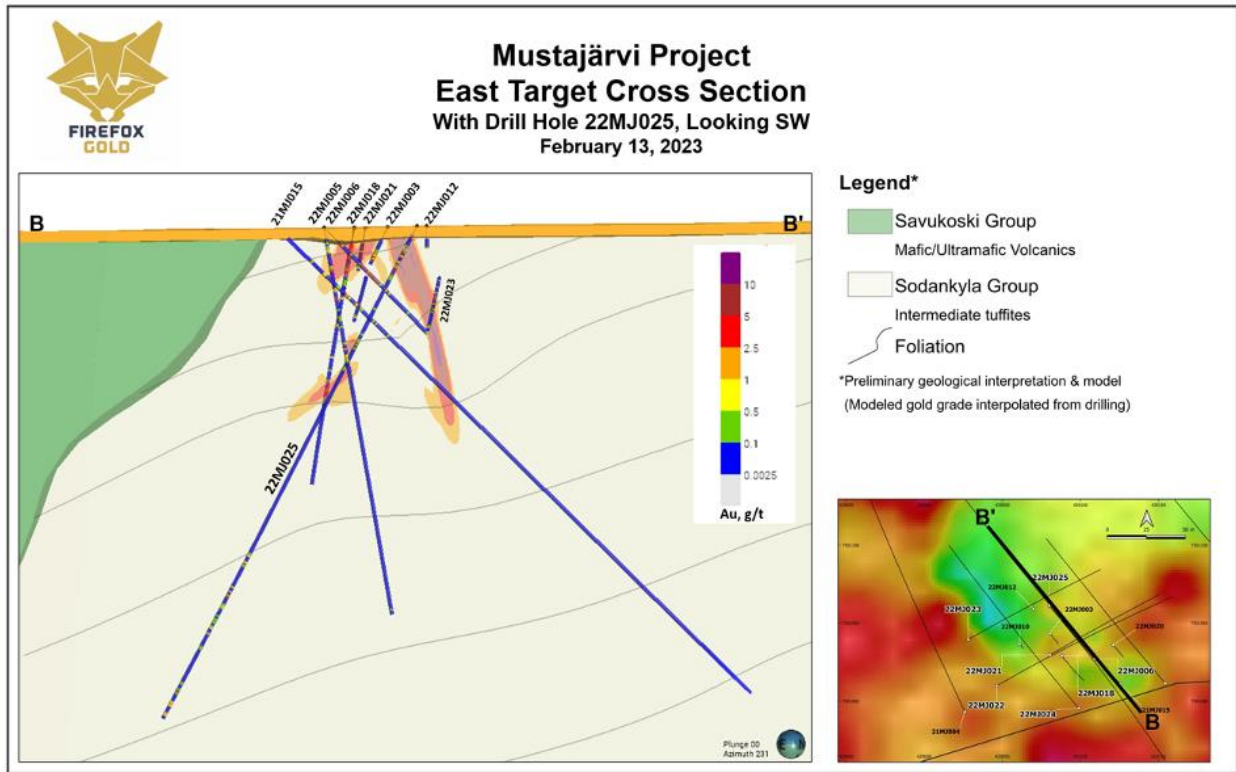 FIREFOX
GOLD
Mustajärvi Project
East Target Cross Section
With Drill Hole 22MJ025, Looking SW
February 13, 2023
B
21MJ015
22MJ005
22MJ006
22MJ018
22MJ021
22MJ003
22MJ012
B'
22MJ023
22MJ025
10
5
2.5
1
0.5
0.1
0.0025
Au, g/t
Plunge 00
Azimuth 231
Legend*
Savukoski Group
Mafic/Ultramafic Volcanics
Sodankyla Group
Intermediate tuffites
Foliation
*Preliminary geological interpretation & model
(Modeled gold grade interpolated from drilling)
B'
22MJ025
22MJ012
22MJ003
22MJ023
22MJ021
22MJ006
22MJ018
22MJ022
22MJ024
21MJ015
21MJ004
B